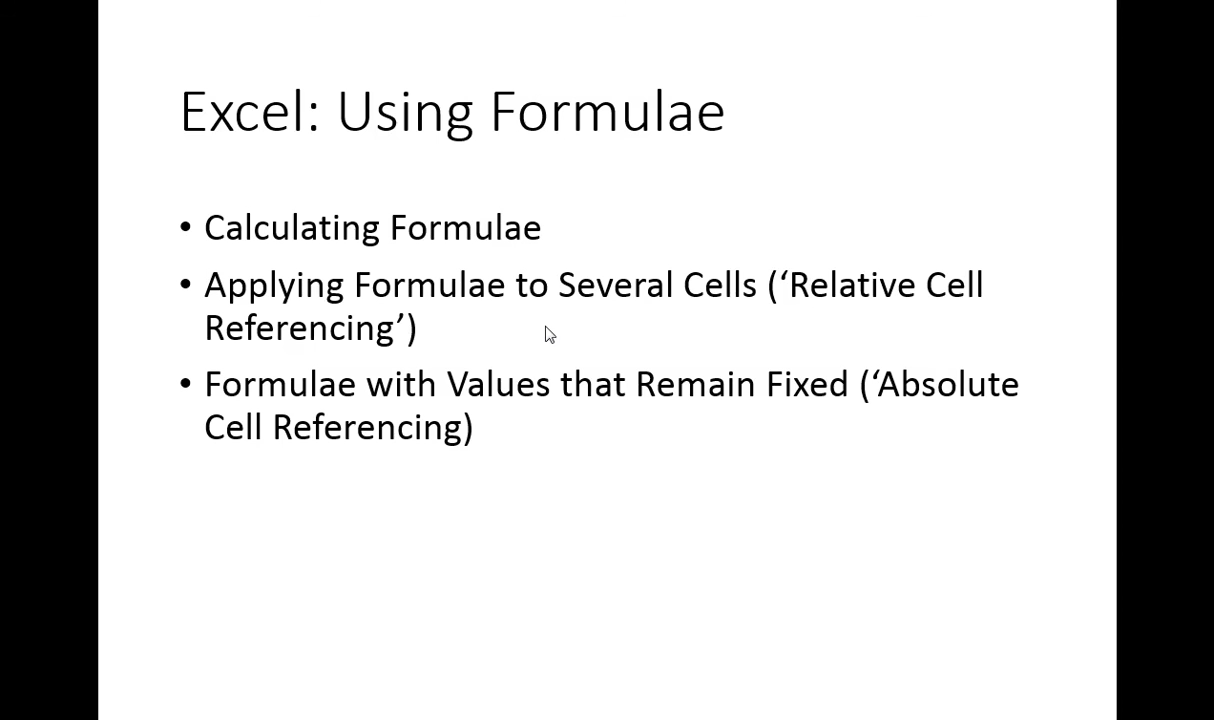 Excel: Using Formulae
• Calculating Formulae
• Applying Formulae to Several Cells (‘Relative Cell
Referencing’)
• Formulae with Values that Remain Fixed (‘Absolute
Cell Referencing)